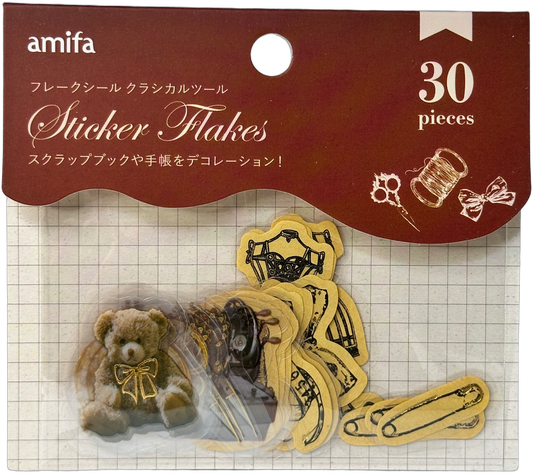 amifa
フレークシール クラシカルツール
Sticker Flakes
スクラップブックや手帳をデコレーション!
30
pieces